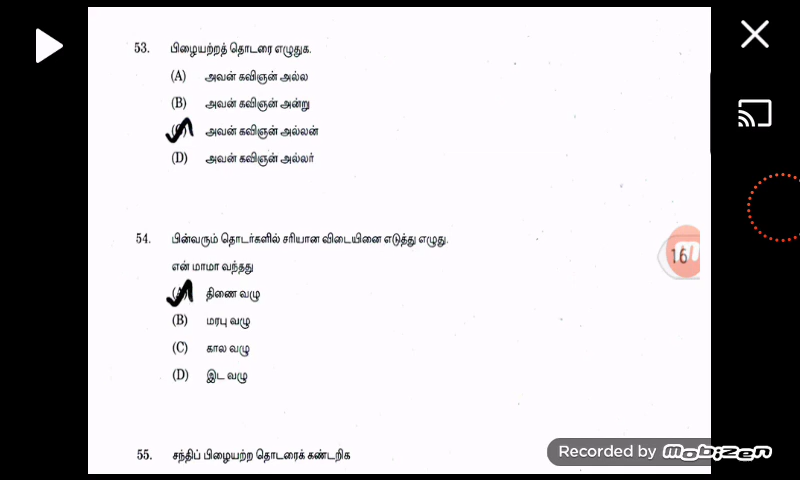 53. பிழையற்றத் தொடரை எழுதுக.
(A) அவன் கவிஞன் அல்ல
(B) அவன் கவிஞன் அன்று
(C) அவன் கவிஞன் அல்லன்
(D) அவன் கவிஞன் அல்லர்
54. பின்வரும் தொடர்களில் சரியான விடையினை எடுத்து எழுது.
என் மாமா வந்தது
(A) திணை வழு
(B) மரபு வழு
(C) கால வழு
(D) இட வழு
16
55. சந்திப் பிழையற்ற தொடரைக் கண்டறிக
Recorded by mobizen